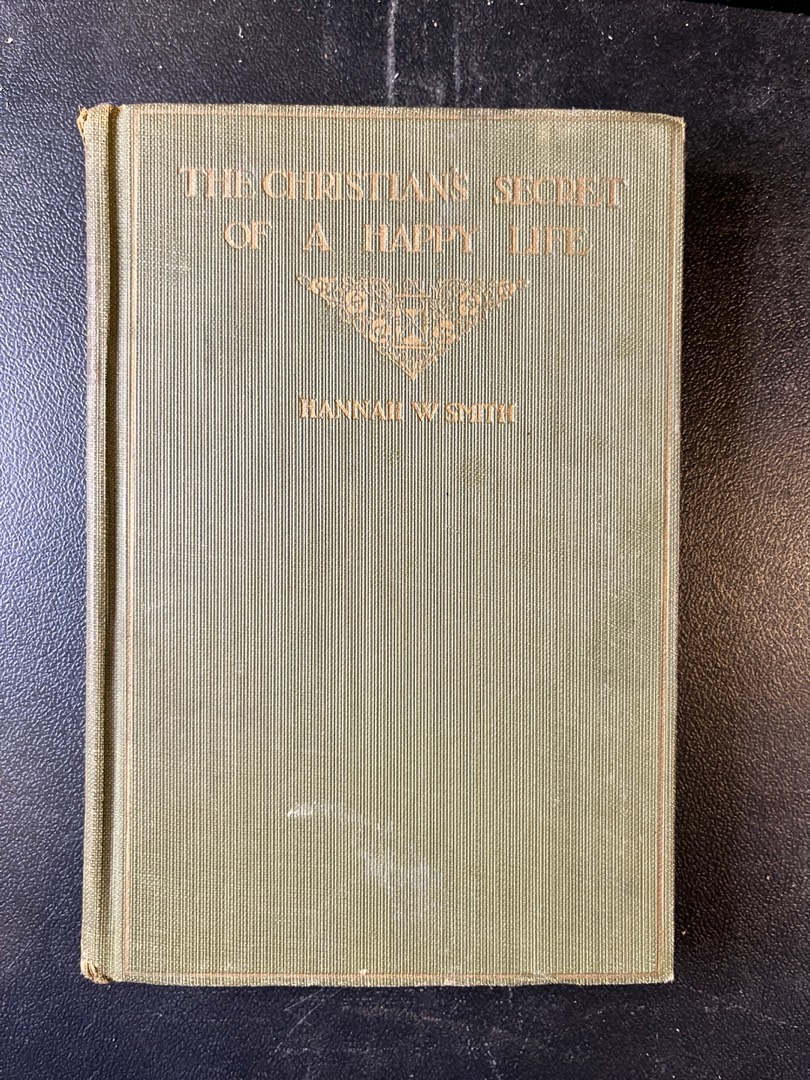 THE CHRISTIAN'S SECRET
OF A HAPPY LIFE
HANNAH W SMITH